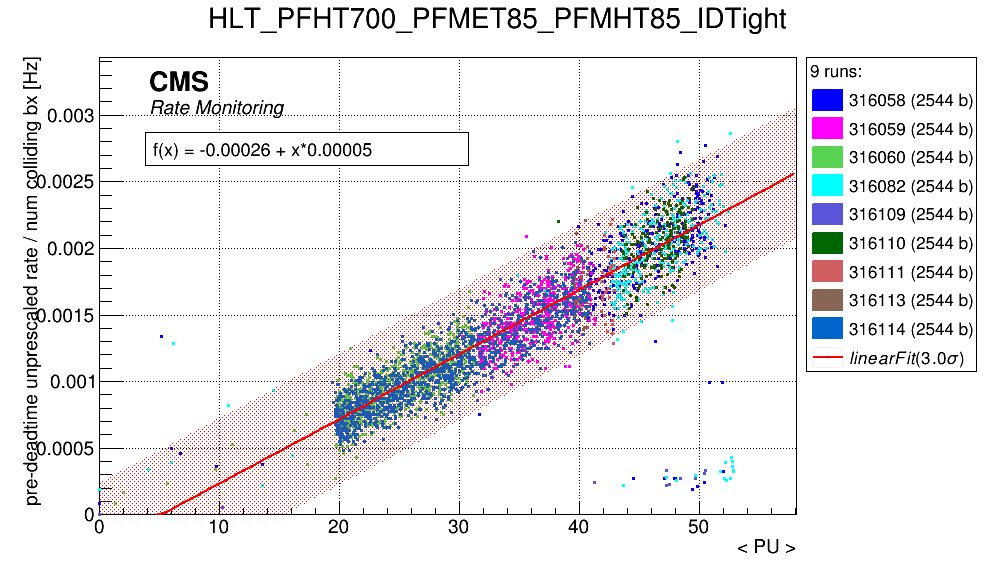 HLT_PFHT700_PFMET85_PFMHT85_IDTight
pre-deadtime unprescaled rate / num colliding bx [Hz]
CMS
Rate Monitoring
f(x) = -0.00026 + x*0.00005
0.003
0.0025
0.002
0.0015
0.001
0.0005
0
0 10 20 30 40 50
< PU >
9 runs:
316058 (2544 b)
316059 (2544 b)
316060 (2544 b)
316082 (2544 b)
316109 (2544 b)
316110 (2544 b)
316111 (2544 b)
316113 (2544 b)
316114 (2544 b)
linearFit(3.0σ)